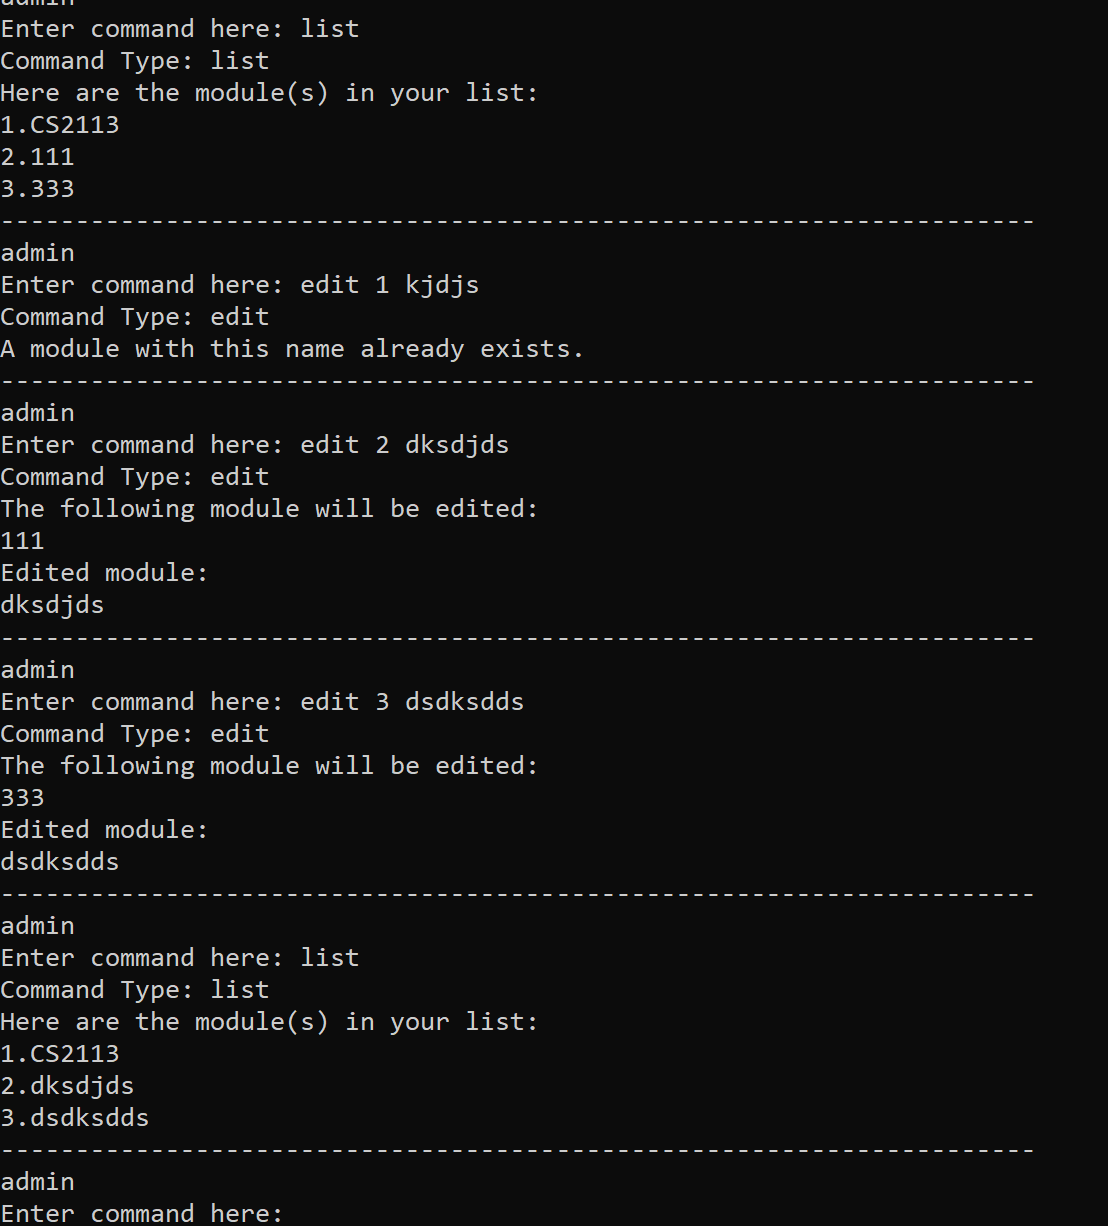 admin
Enter command here: list
Command Type: list
Here are the module(s) in your list:
1.CS2113
2.111
3.333
---------------------------------------------------------------------
admin
Enter command here: edit 1 kjdjs
Command Type: edit
A module with this name already exists.
---------------------------------------------------------------------
admin
Enter command here: edit 2 dksdjds
Command Type: edit
The following module will be edited:
111
Edited module:
dksdjds
---------------------------------------------------------------------
admin
Enter command here: edit 3 dsdksdds
Command Type: edit
The following module will be edited:
333
Edited module:
dsdksdds
---------------------------------------------------------------------
admin
Enter command here: list
Command Type: list
Here are the module(s) in your list:
1.CS2113
2.dksdjds
3.dsdksdds
---------------------------------------------------------------------
admin
Enter command here: